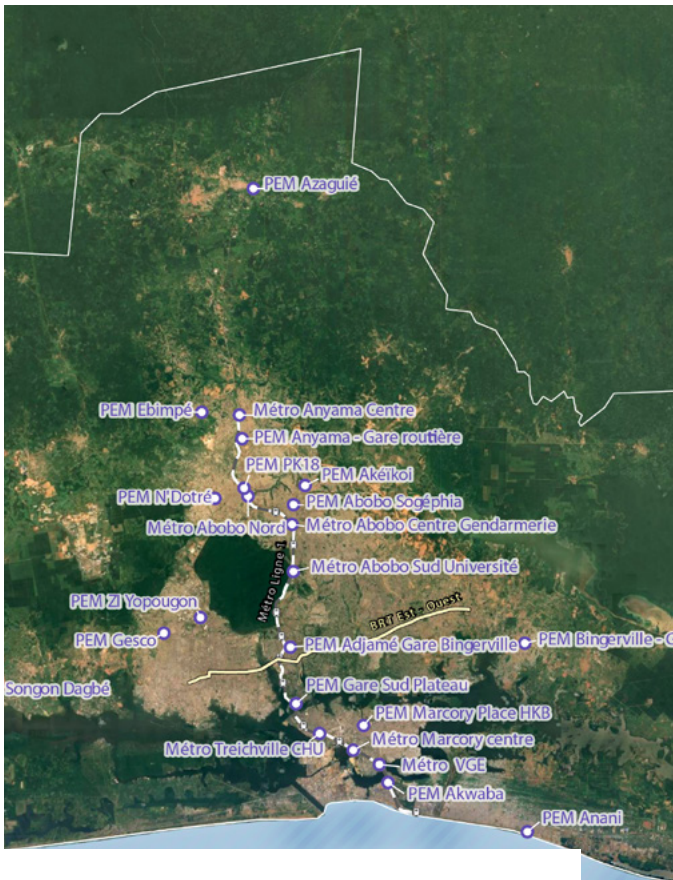 PEM Azaguié
PEM Ebimpé
Métro Anyama Centre
PEM Anyama - Gare routière
PEM PK18
PEM Akéïkoi
PEM N'Dotré
PEM Abobo Sogéphia
Métro Abobo Nord
Métro Abobo Centre Gendarmerie
Métro Ligne 1
Métro Abobo Sud Université
PEM ZI Yopougon
BRT Est - Ouest
PEM Gesco
PEM Adjamé Gare Bingerville
PEM Bingerville - G
Songon Dagbé
PEM Gare Sud Plateau
PEM Marcory Place HKB
Métro Treichville CHU
Métro Marcory centre
Métro VGE
PEM Akwaba
PEM Anani